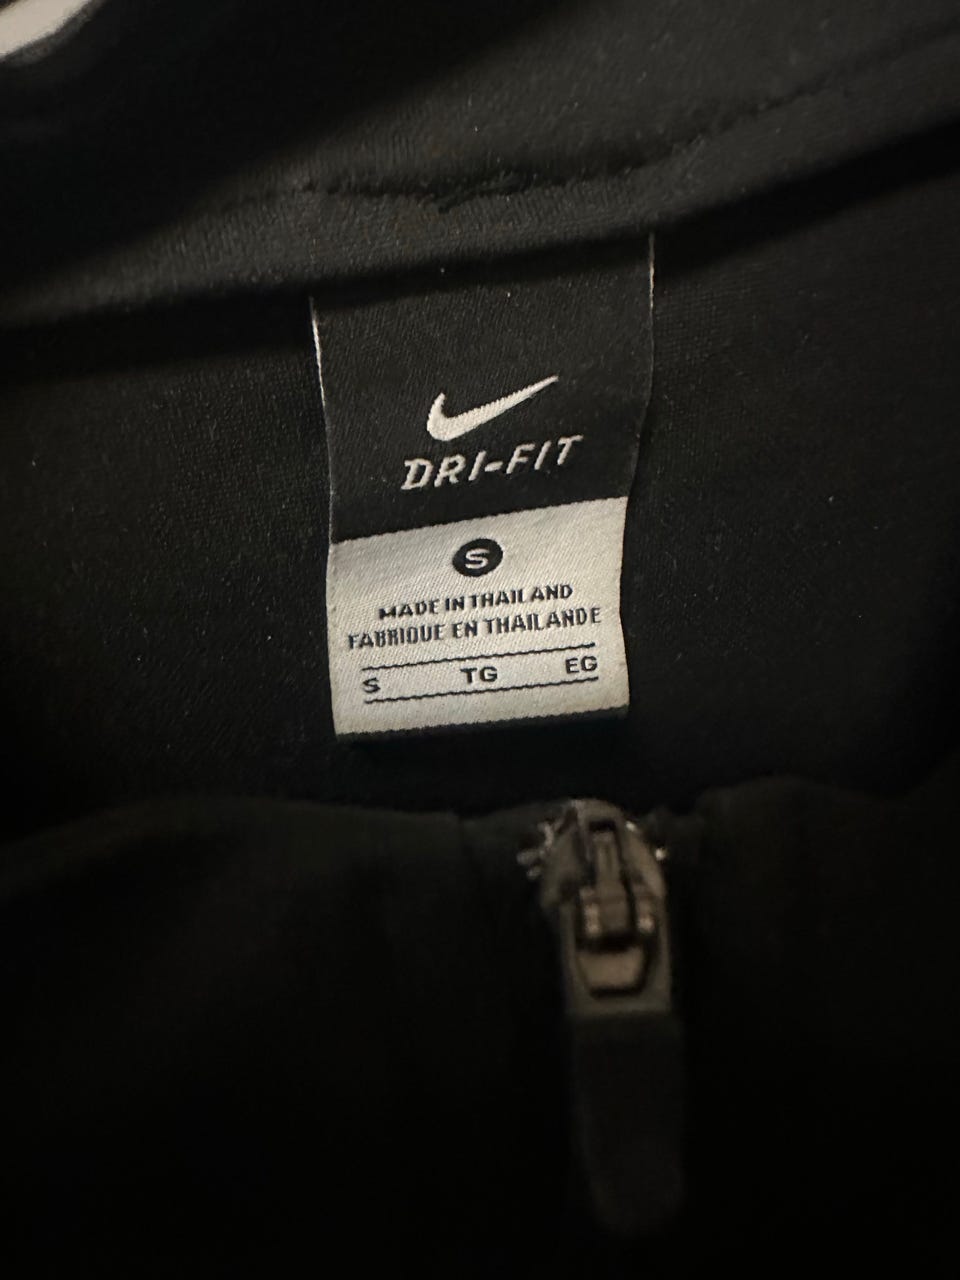 DRI-FIT
S
MADE IN THAILAND
FABRIQUE EN THAILANDE
S TG EG